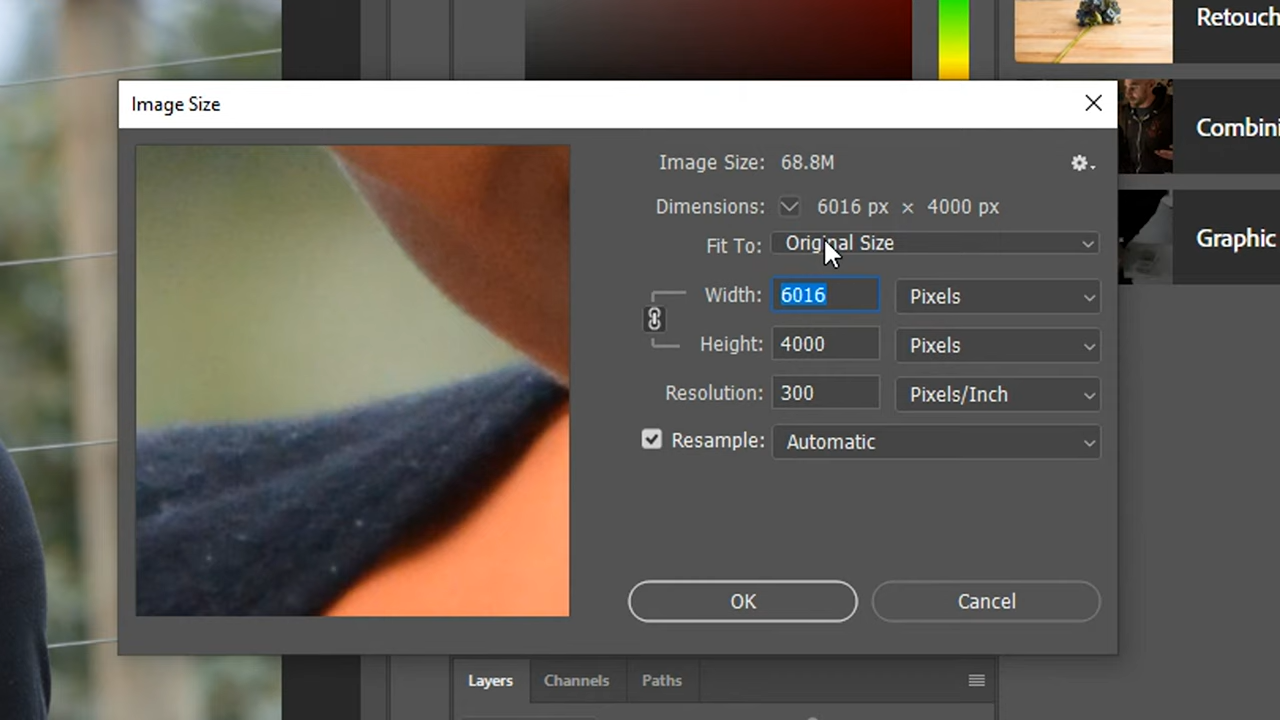 Retouch
Image Size
Combini
Image Size: 68.8M
Dimensions: 6016 px × 4000 px
Fit To: Original Size
Graphic
Width: 6016 Pixels
Height: 4000 Pixels
Resolution: 300 Pixels/Inch
Resample: Automatic
OK Cancel
Layers Channels Paths